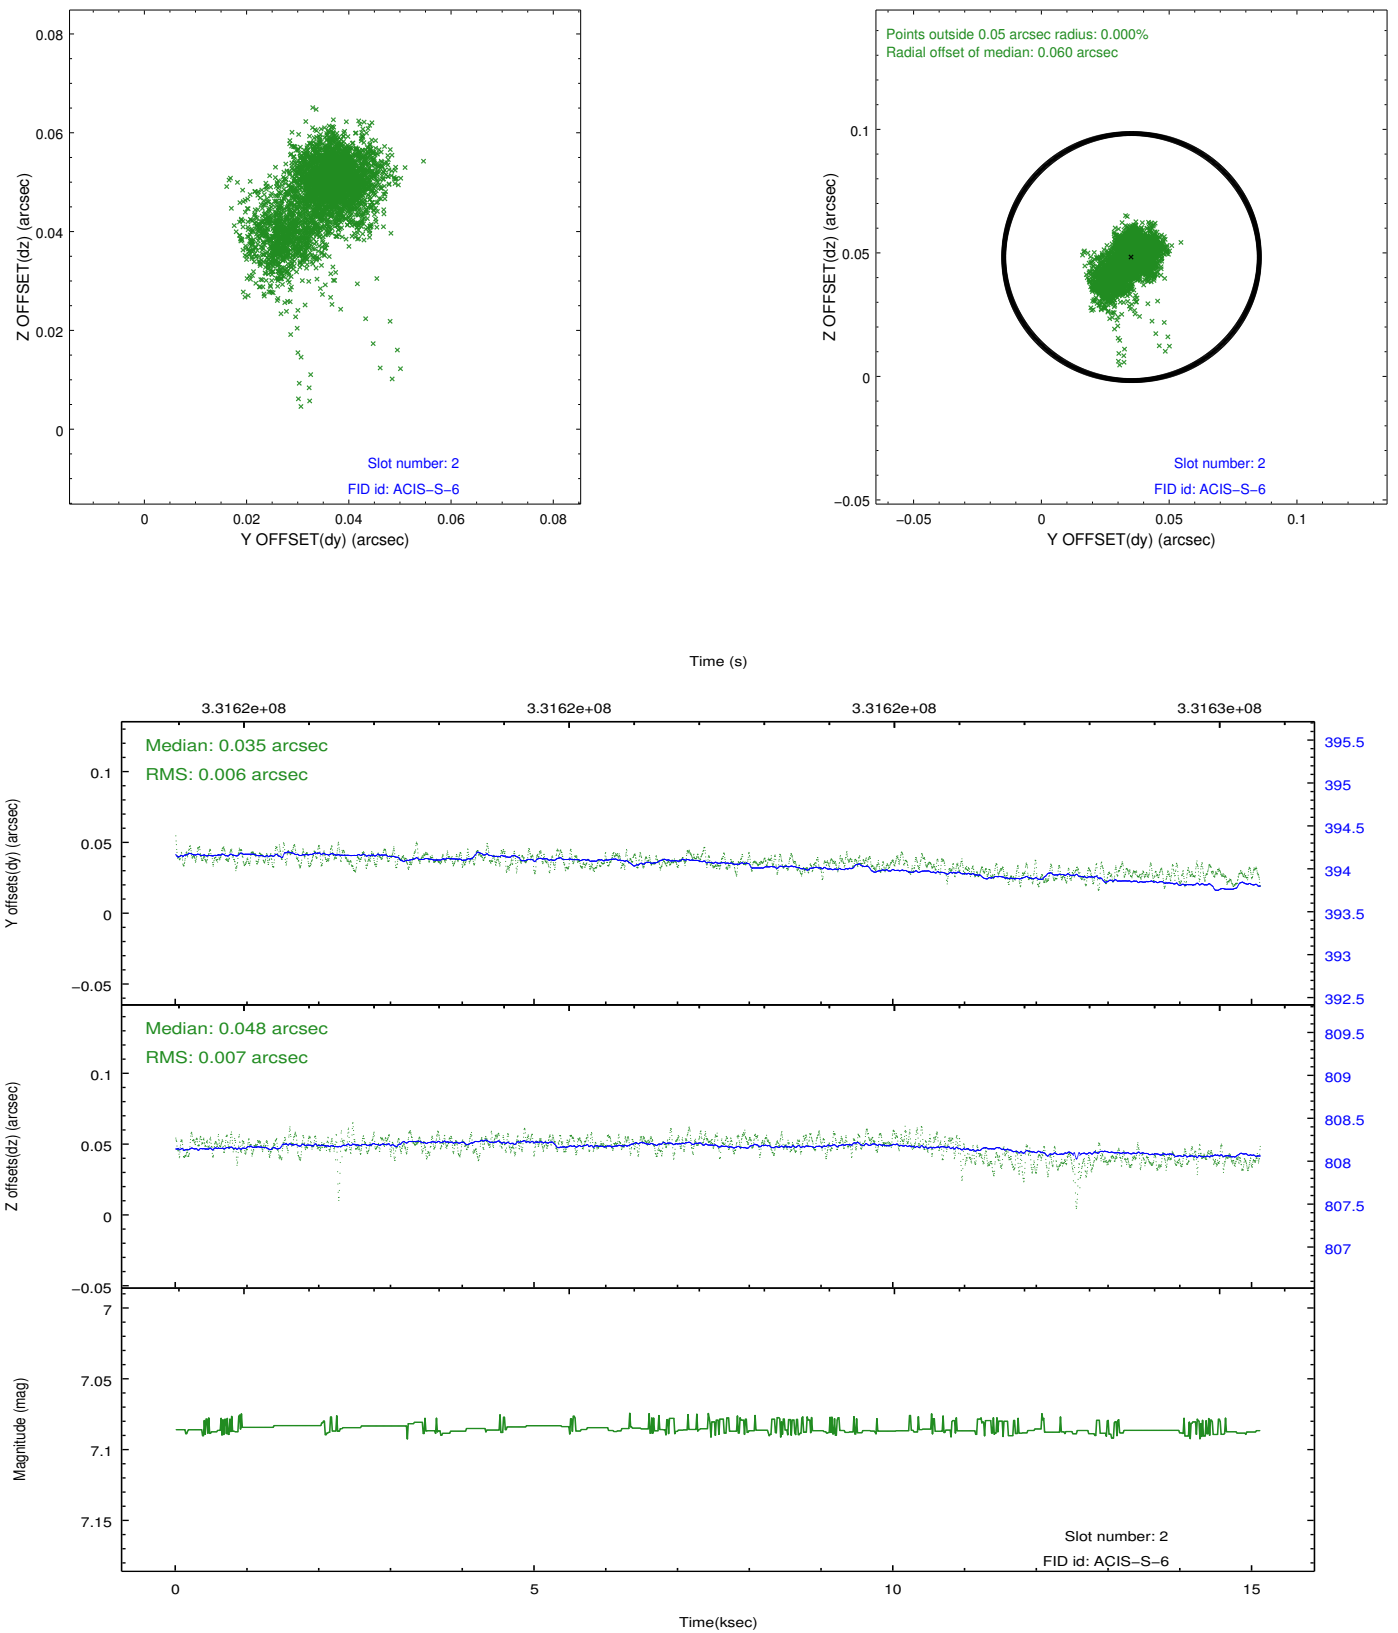 0.08
0.06
0.04
0.02
0
Z OFFSET(dz) (arcsec)
Slot number: 2
FID id: ACIS−S−6
0 0.02 0.04 0.06 0.08
Y OFFSET(dy) (arcsec)
Points outside 0.05 arcsec radius: 0.000%
Radial offset of median: 0.060 arcsec
0.1
0.05
0
−0.05
Z OFFSET(dz) (arcsec)
Slot number: 2
FID id: ACIS−S−6
−0.05 0 0.05 0.1
Y OFFSET(dy) (arcsec)
Time (s)
3.3162e+08 3.3162e+08 3.3162e+08 3.3163e+08
Median: 0.035 arcsec
RMS: 0.006 arcsec
0.1
0.05
0
−0.05
Y offsets(dy) (arcsec)
395.5
395
394.5
394
393.5
393
392.5
Median: 0.048 arcsec
RMS: 0.007 arcsec
0.1
0.05
0
−0.05
Z offsets(dz) (arcsec)
809.5
809
808.5
808
807.5
807
7
7.05
7.1
7.15
Magnitude (mag)
Slot number: 2
FID id: ACIS−S−6
0 5 10 15
Time(ksec)